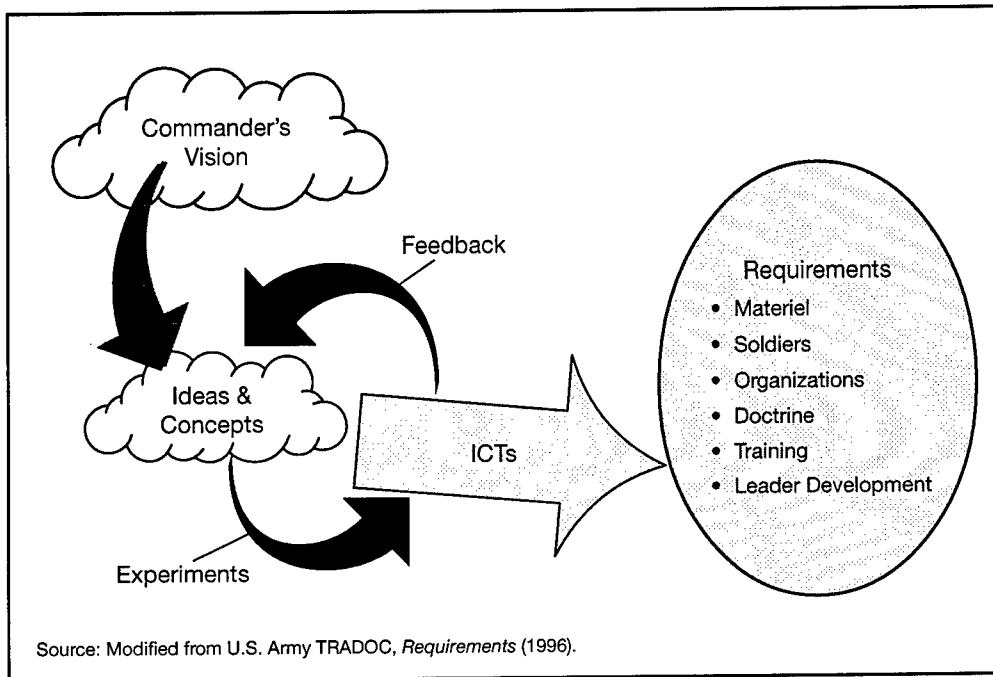 Commander's
Vision
Feedback
Ideas &
Concepts
Experiments
ICTs
Requirements
• Materiel
• Soldiers
• Organizations
• Doctrine
• Training
• Leader Development
Source: Modified from U.S. Army TRADOC, Requirements (1996).